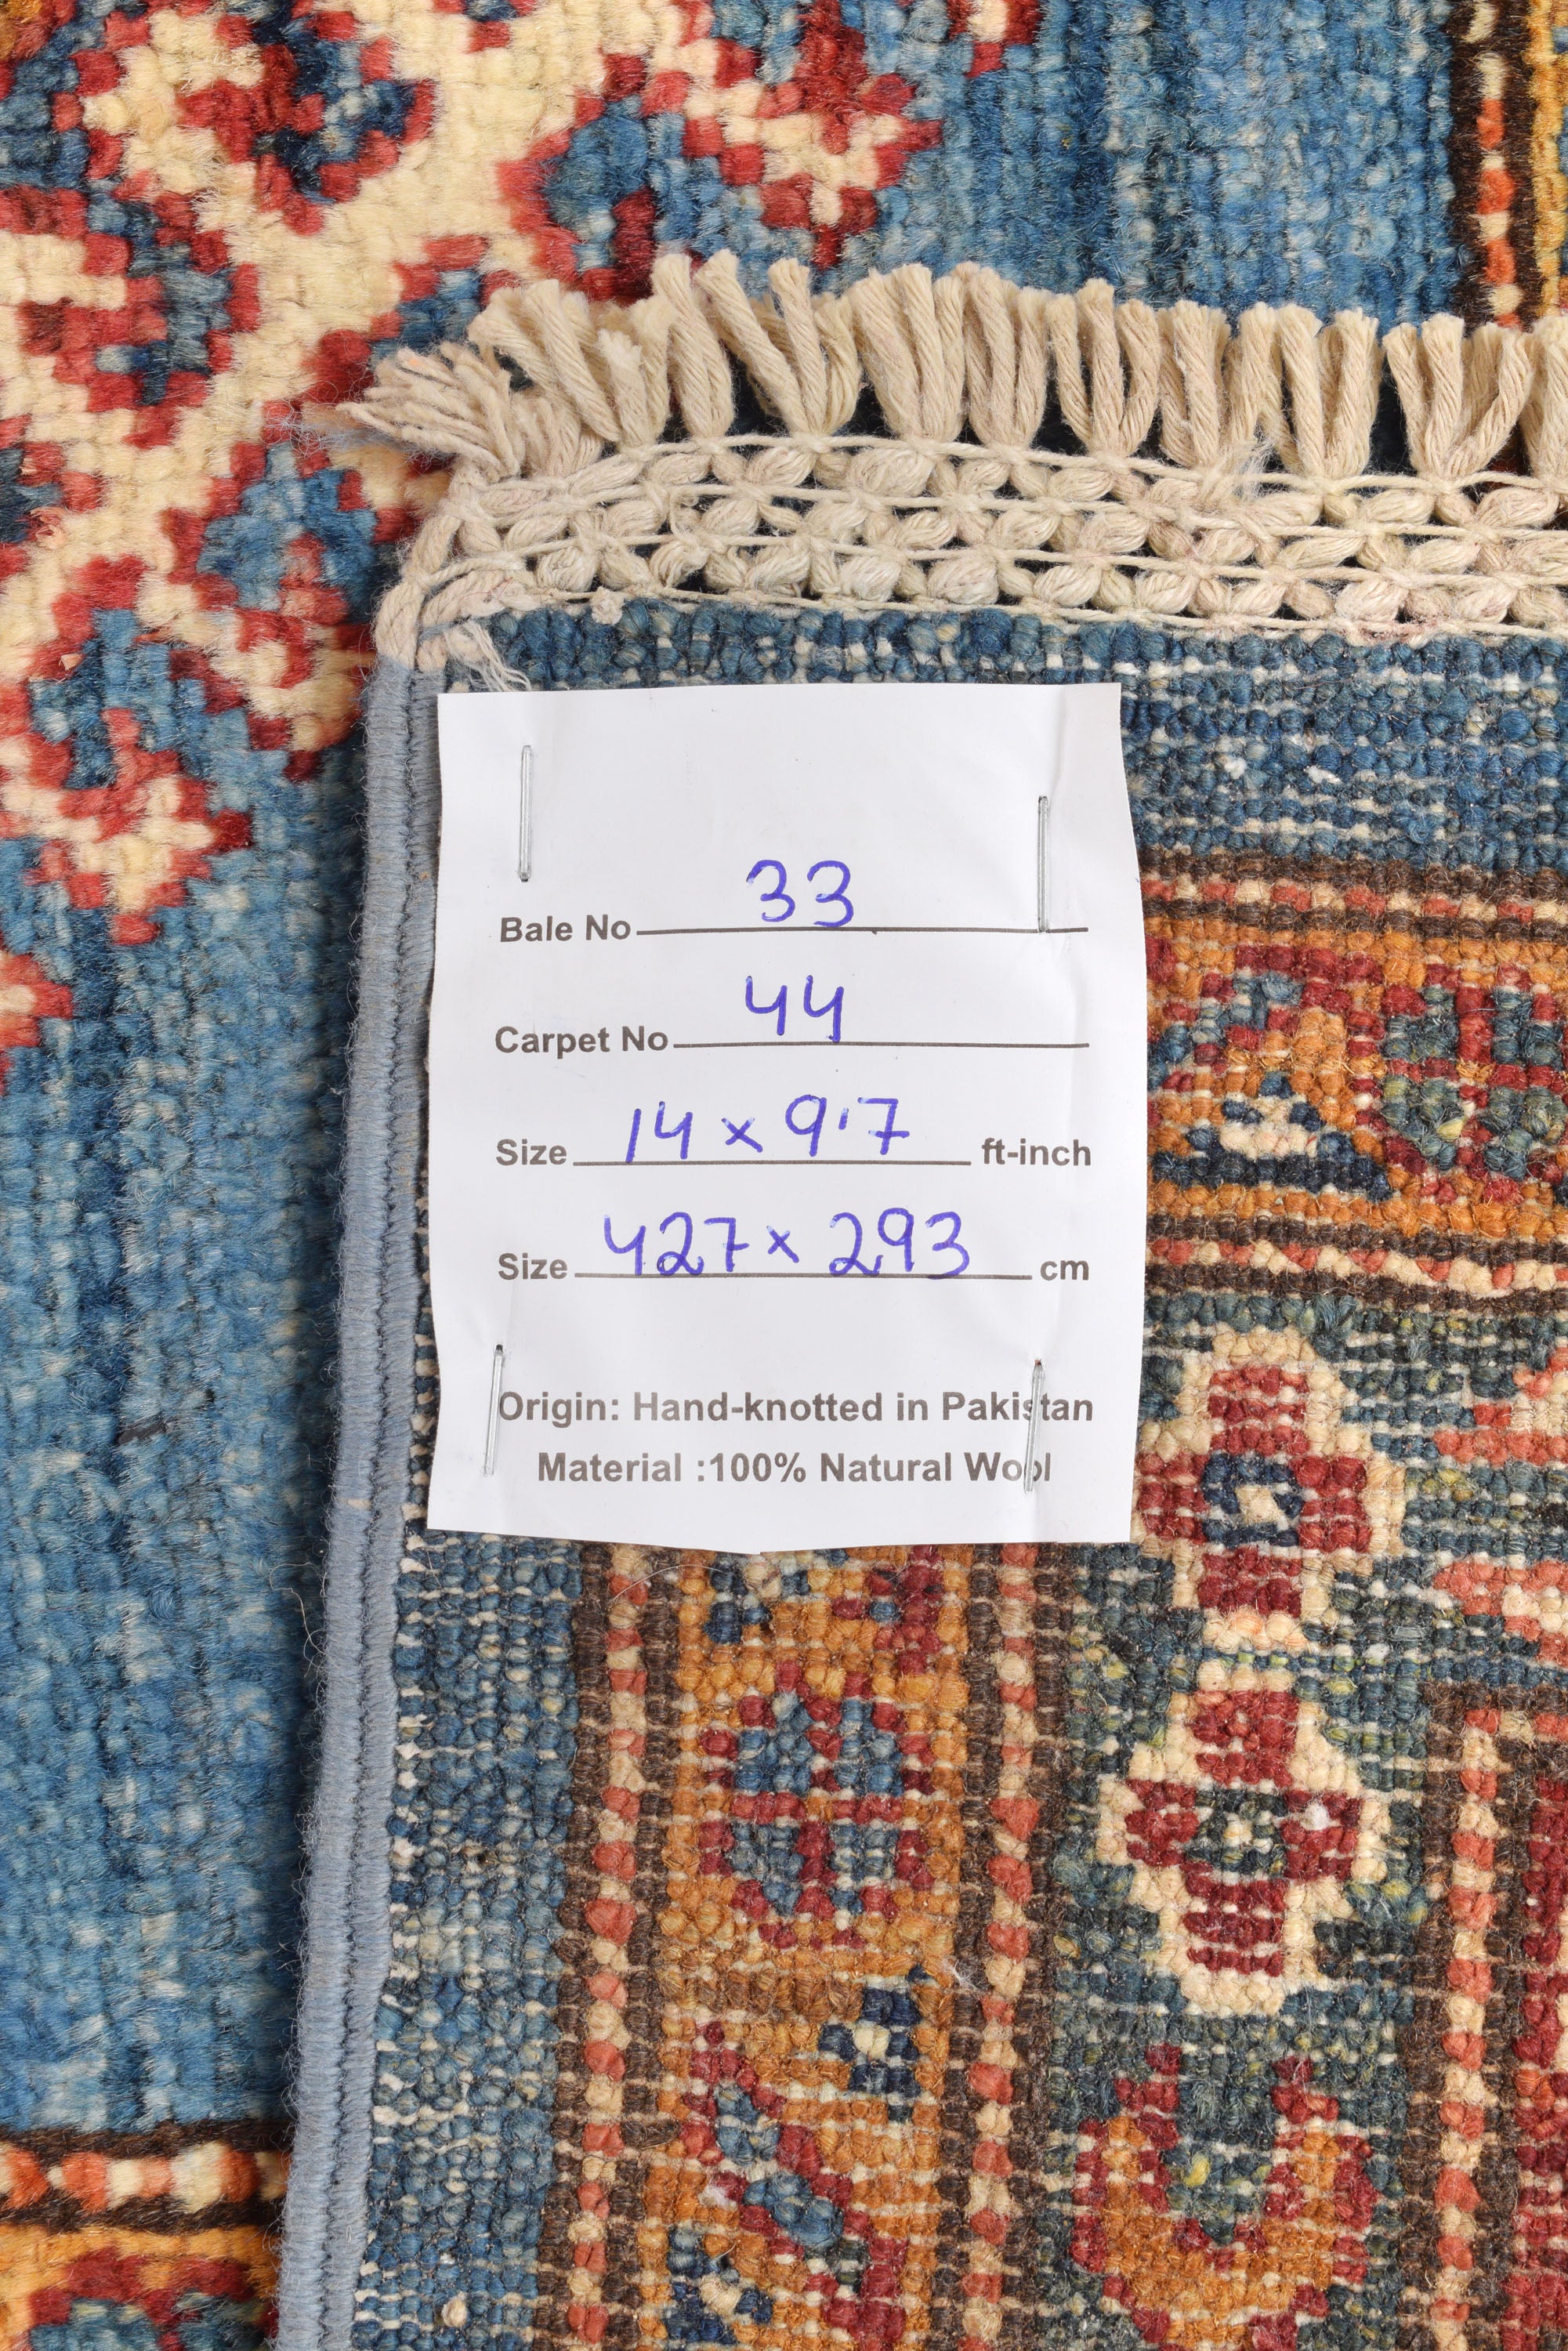 Bale No 33
Carpet No 44
Size 14 x 9.7 ft-inch
Size 427 x 293 cm
Origin: Hand-knotted in Pakistan
Material :100% Natural Wool